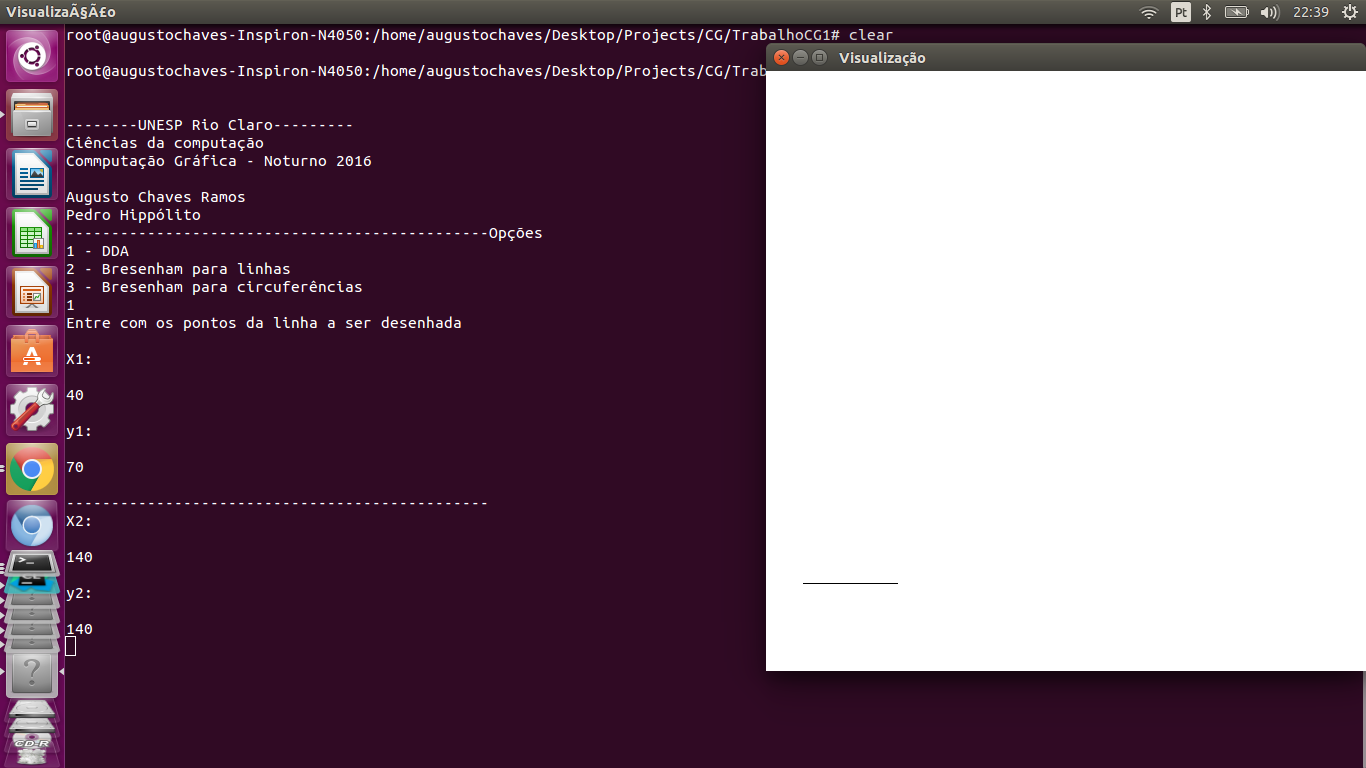 VisualizaÃ§Ã£o
Pt
22:39
root@augustochaves-Inspiron-N4050:/home/augustochaves/Desktop/Projects/CG/TrabalhoCG1# clear
root@augustochaves-Inspiron-N4050:/home/augustochaves/Desktop/Projects/CG/Trab
Visualização
--------UNESP Rio Claro---------
Ciências da computação
Commputação Gráfica - Noturno 2016
Augusto Chaves Ramos
Pedro Hippólito
-----------------------------------------------Opções
1 - DDA
2 - Bresenham para linhas
3 - Bresenham para circuferências
1
Entre com os pontos da linha a ser desenhada
X1:
40
y1:
70
-----------------------------------------------
X2:
140
y2:
140
CD-R